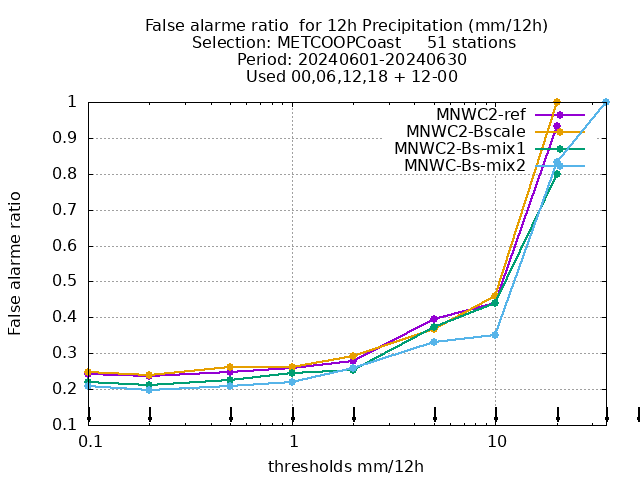 False alarme ratio  for 12h Precipitation (mm/12h)
Selection: METCOOPCoast     51 stations
Period: 20240601-20240630
Used 00,06,12,18 + 12-00
MNWC2-ref
MNWC2-Bscale
MNWC2-Bs-mix1
MNWC-Bs-mix2
False alarme ratio
1
0.9
0.8
0.7
0.6
0.5
0.4
0.3
0.2
0.1
0.1 1 10
thresholds mm/12h